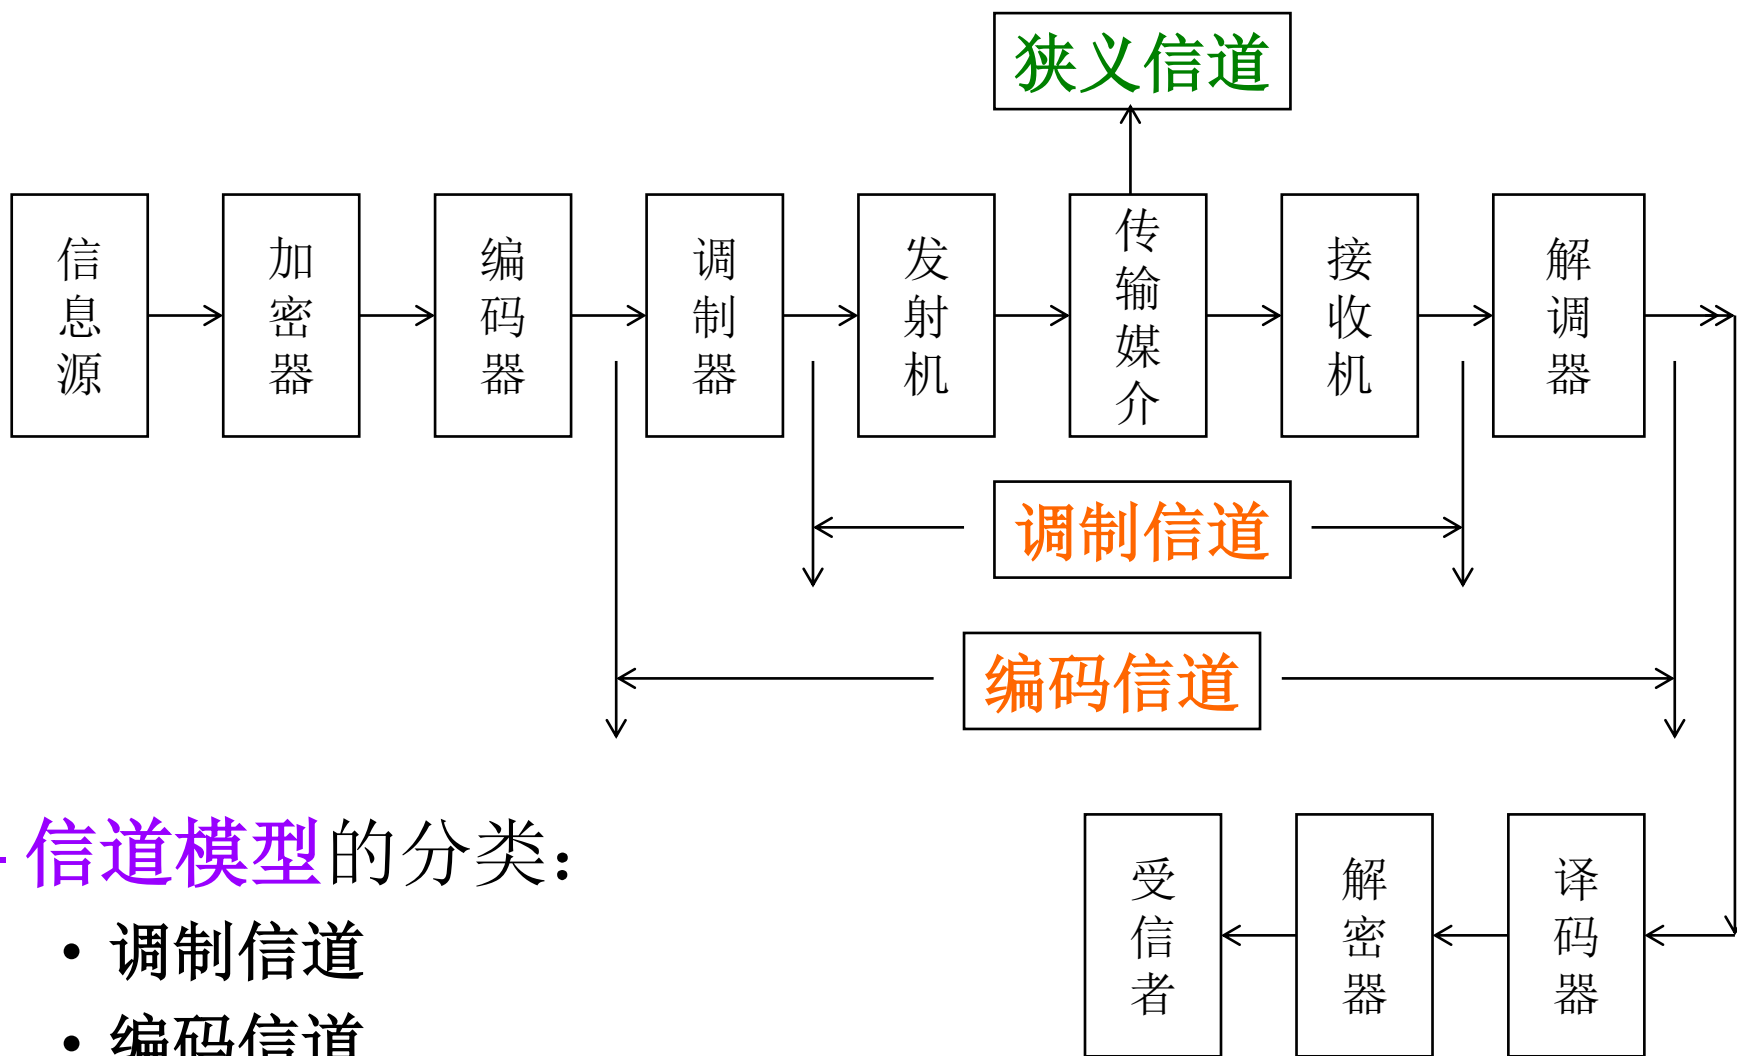 狭义信道
信息源
加密器
编码器
调制器
发射机
传输媒介
接收机
解调器
调制信道
编码信道
信道模型的分类:
• 调制信道
• 编码信道
受信者
解密器
译码器